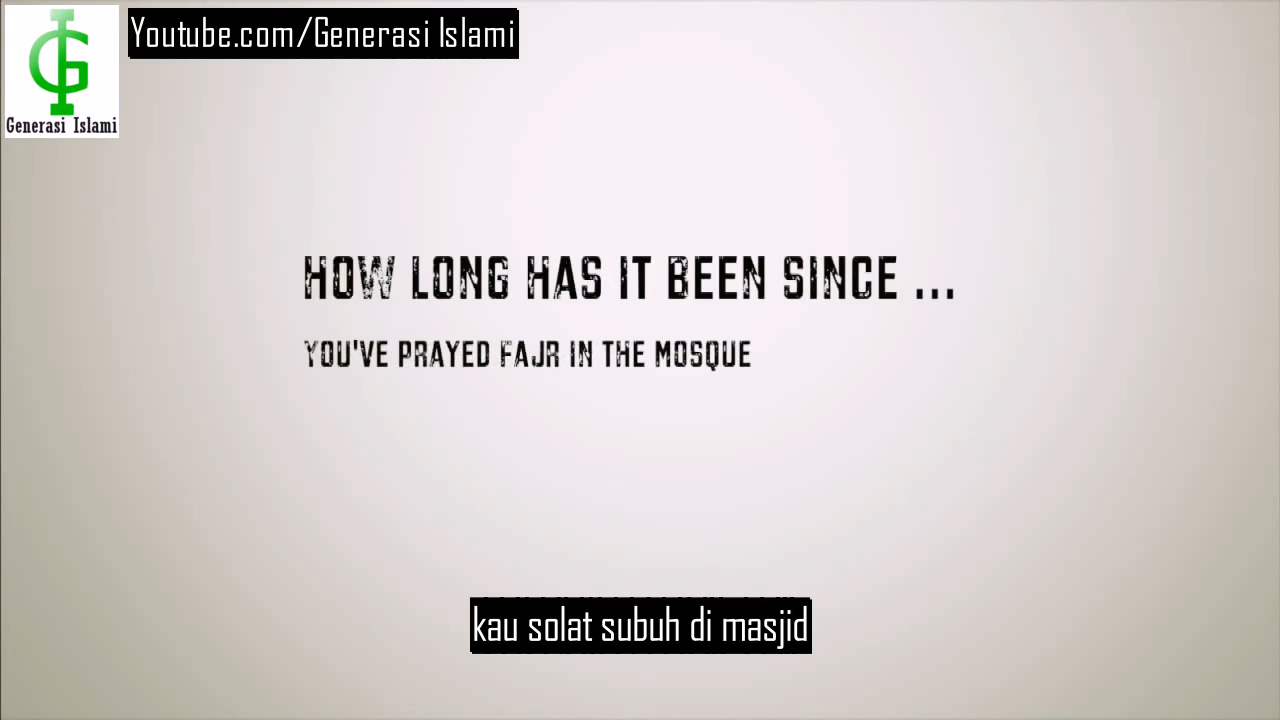 Youtube.com/Generasi Islami
Generasi Islami
HOW LONG HAS IT BEEN SINCE ...
YOU'VE PRAYED FAJR IN THE MOSQUE
kau solat subuh di masjid